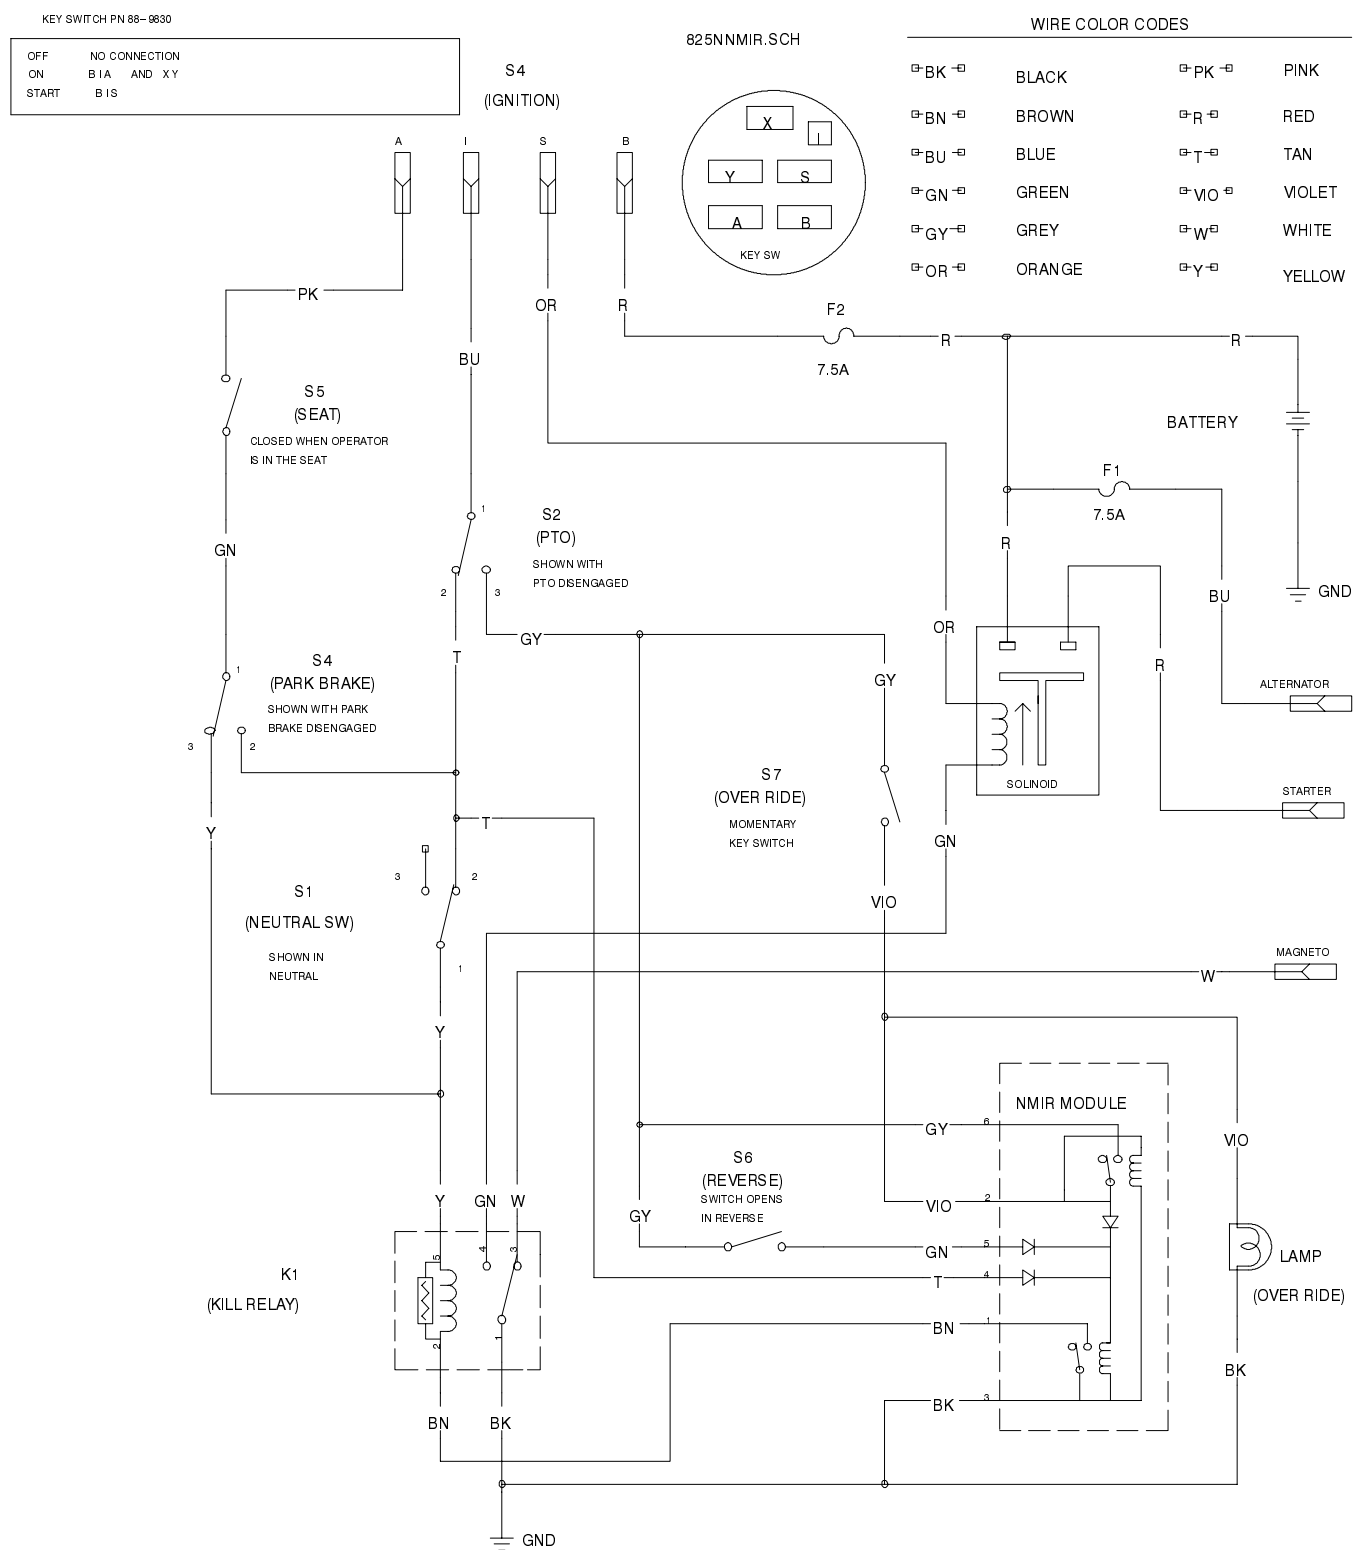 KEY SWITCH PN 88-9830
OFF NO CONNECTION
ON B I A AND X Y
START B I S
S4
(IGNITION)
825NNMIR.SCH
WIRE COLOR CODES
BK BLACK PK PINK
BN BROWN R RED
BU BLUE T TAN
GN GREEN VIO VIOLET
GY GREY W WHITE
OR ORANGE Y YELLOW
A I S B
X
I
Y S
A B
KEY SW
PK
OR
R
F2
7.5A
R
R
BU
S5
(SEAT)
CLOSED WHEN OPERATOR
IS IN THE SEAT
BATTERY
F1
7.5A
GN
1
S2
(PTO)
SHOWN WITH
PTO DISENGAGED
2
3
R
BU
GND
GY
OR
T
S4
(PARK BRAKE)
SHOWN WITH PARK
BRAKE DISENGAGED
1
3
2
GY
R
ALTERNATOR
S7
(OVER RIDE)
MOMENTARY
KEY SWITCH
SOLINOID
STARTER
Y
T
GN
3
2
S1
(NEUTRAL SW)
SHOWN IN
NEUTRAL
1
VIO
MAGNETO
W
Y
NMIR MODULE
GY
6
VIO
S6
(REVERSE)
SWITCH OPENS
IN REVERSE
Y
GN
W
GY
VIO
2
GN
5
T
4
K1
(KILL RELAY)
5
4
3
2
1
LAMP
(OVER RIDE)
BN
1
BK
3
BK
BN
BK
GND